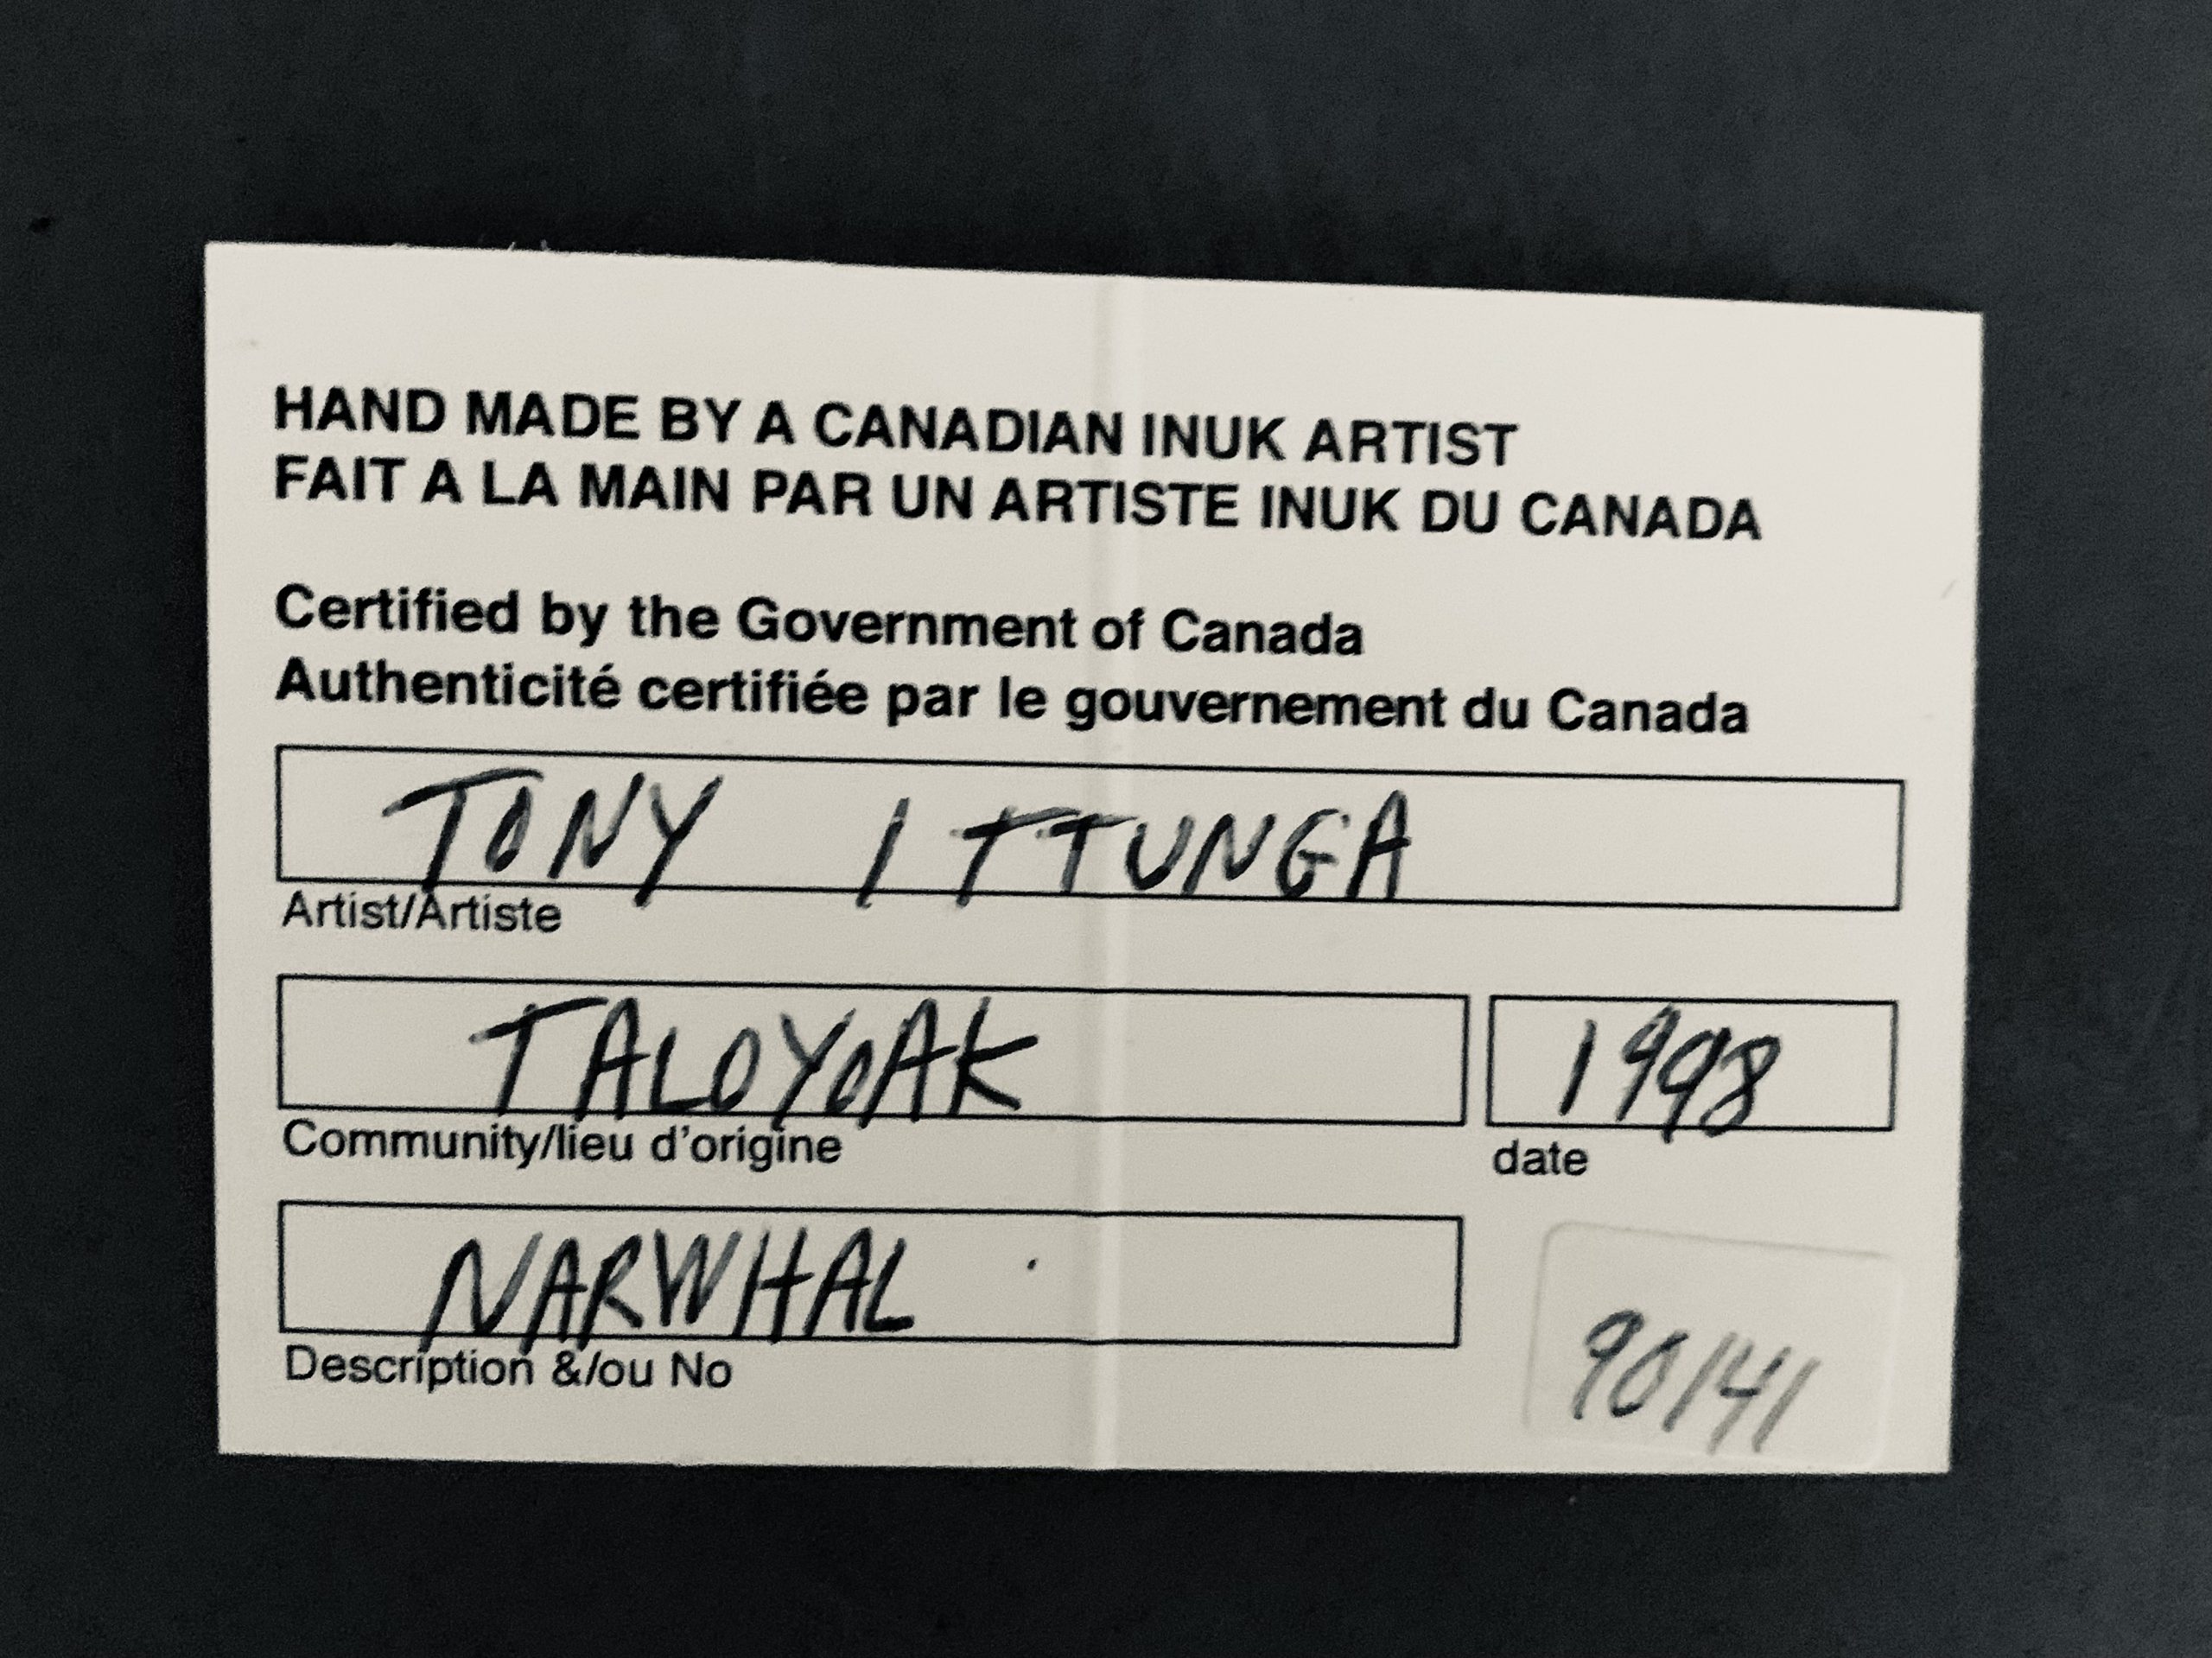 HAND MADE BY A CANADIAN INUK ARTIST
FAIT A LA MAIN PAR UN ARTISTE INUK DU CANADA
Certified by the Government of Canada
Authenticité certifiée par le gouvernement du Canada
TONY ITTUNGA
Artist/Artiste
TALOYOAK 1998
Community/lieu d'origine date
NARWHAL
Description &/ou No
90141